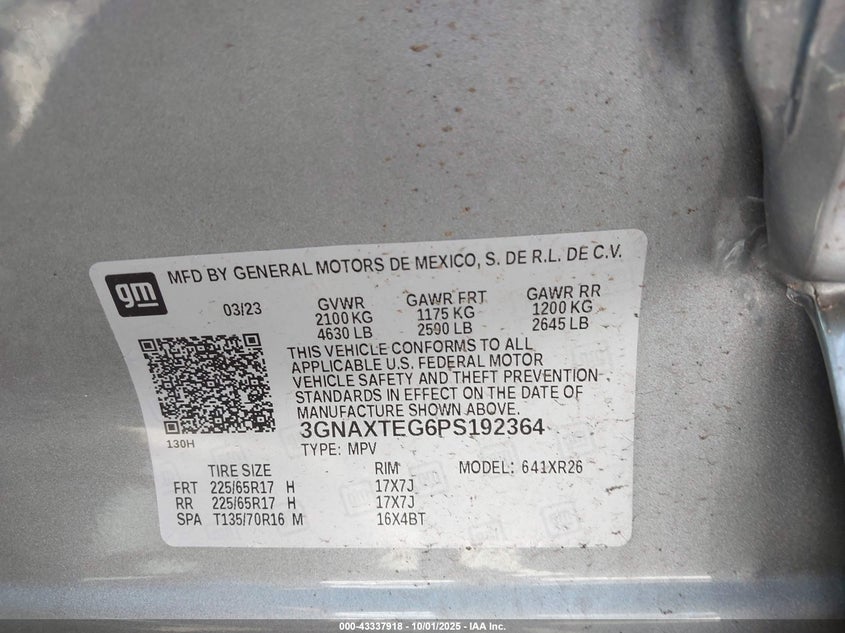 gm
MFD BY GENERAL MOTORS DE MEXICO, S. DE R.L. DE C.V.
03/23
GVWR GAWR FRT GAWR RR
2100 KG 1175 KG 1200 KG
4630 LB 2590 LB 2645 LB
THIS VEHICLE CONFORMS TO ALL
APPLICABLE U.S. FEDERAL MOTOR
VEHICLE SAFETY AND THEFT PREVENTION
STANDARDS IN EFFECT ON THE DATE OF
MANUFACTURE SHOWN ABOVE.
130H
3GNAXTEG6PS192364
TYPE: MPV
TIRE SIZE RIM MODEL: 641XR26
FRT 225/65R17 H 17X7J
RR 225/65R17 H 17X7J
SPA T135/70R16 M 16X4BT
000-43337918 - 10/01/2025 - IAA Inc.